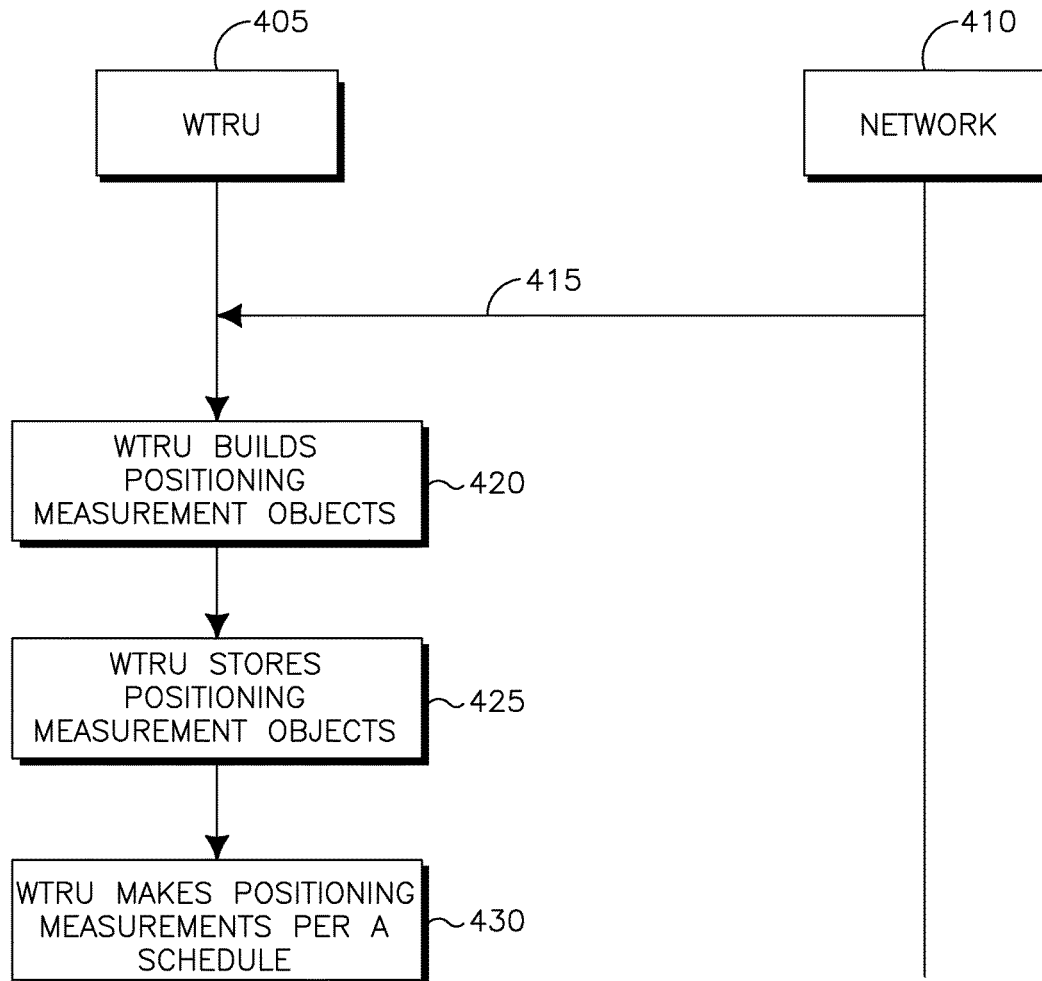 405
410
WTRU
NETWORK
415
WTRU BUILDS
POSITIONING
MEASUREMENT OBJECTS
420
WTRU STORES
POSITIONING
MEASUREMENT OBJECTS
425
WTRU MAKES POSITIONING
MEASUREMENTS PER A
SCHEDULE
430